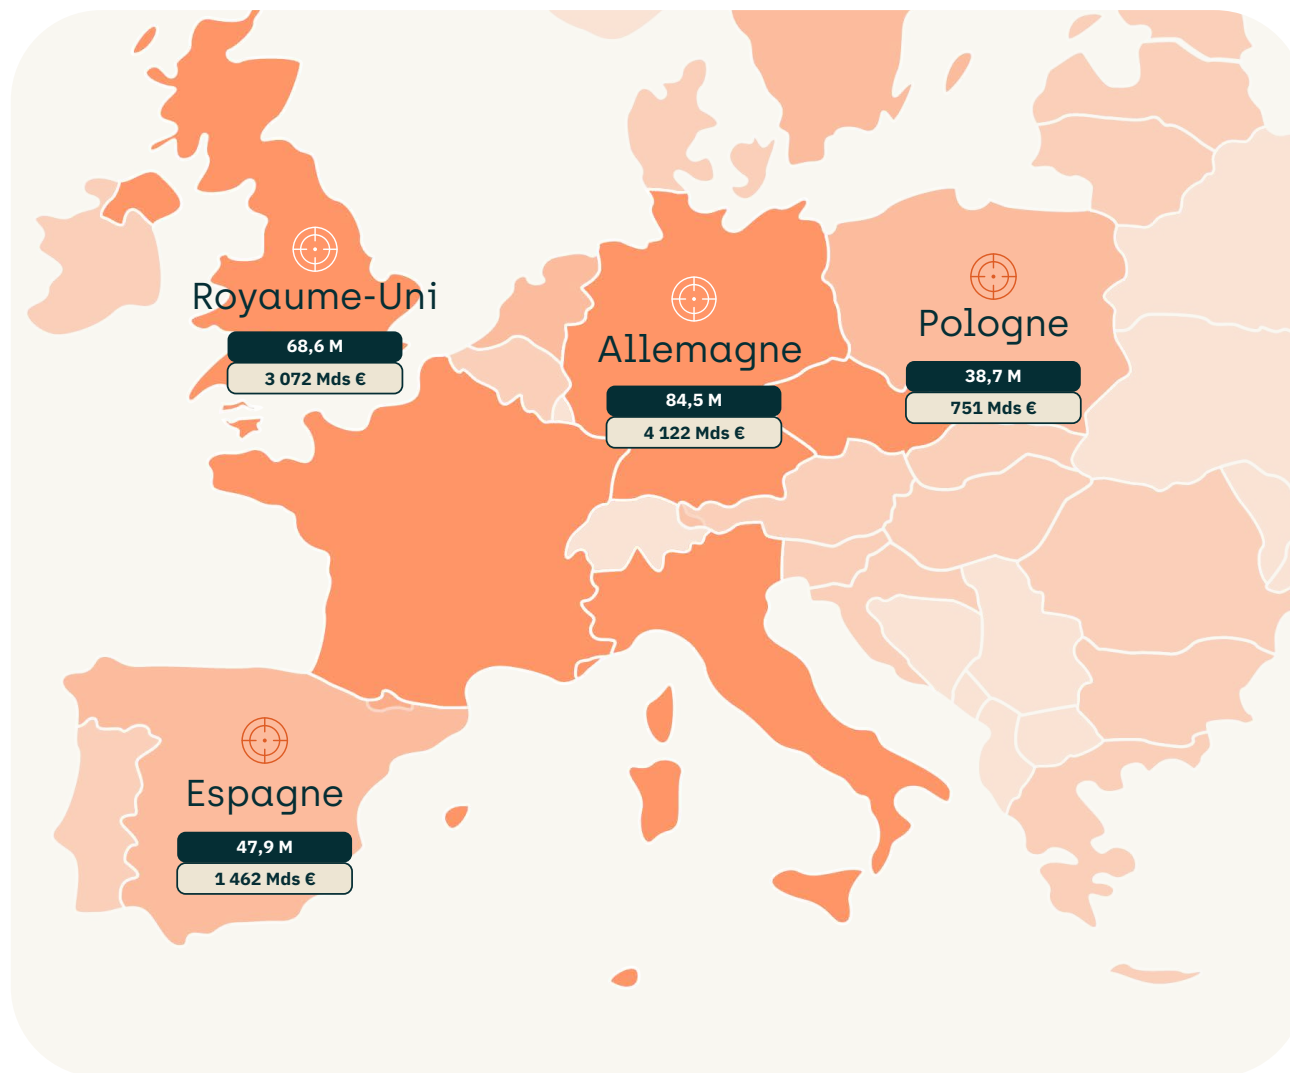 Royaume-Uni
68,6 M
3 072 Mds €
Allemagne
84,5 M
4 122 Mds €
Pologne
38,7 M
751 Mds €
Espagne
47,9 M
1 462 Mds €